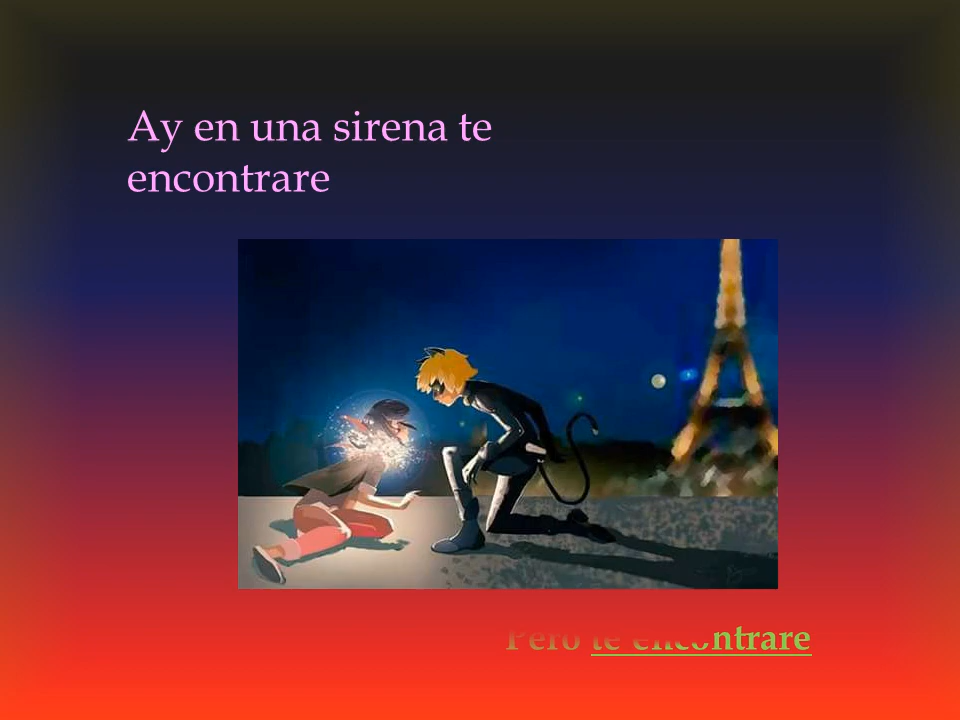 Ay en una sirena te
encontrare
Pero te encontrare